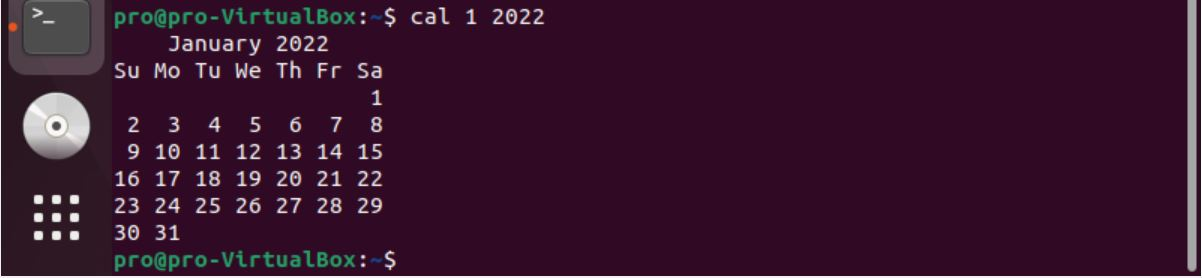 >_
pro@pro-VirtualBox:~$ cal 1 2022
    January 2022
Su Mo Tu We Th Fr Sa
                   1
 2  3  4  5  6  7  8
 9 10 11 12 13 14 15
16 17 18 19 20 21 22
23 24 25 26 27 28 29
30 31
pro@pro-VirtualBox:~$